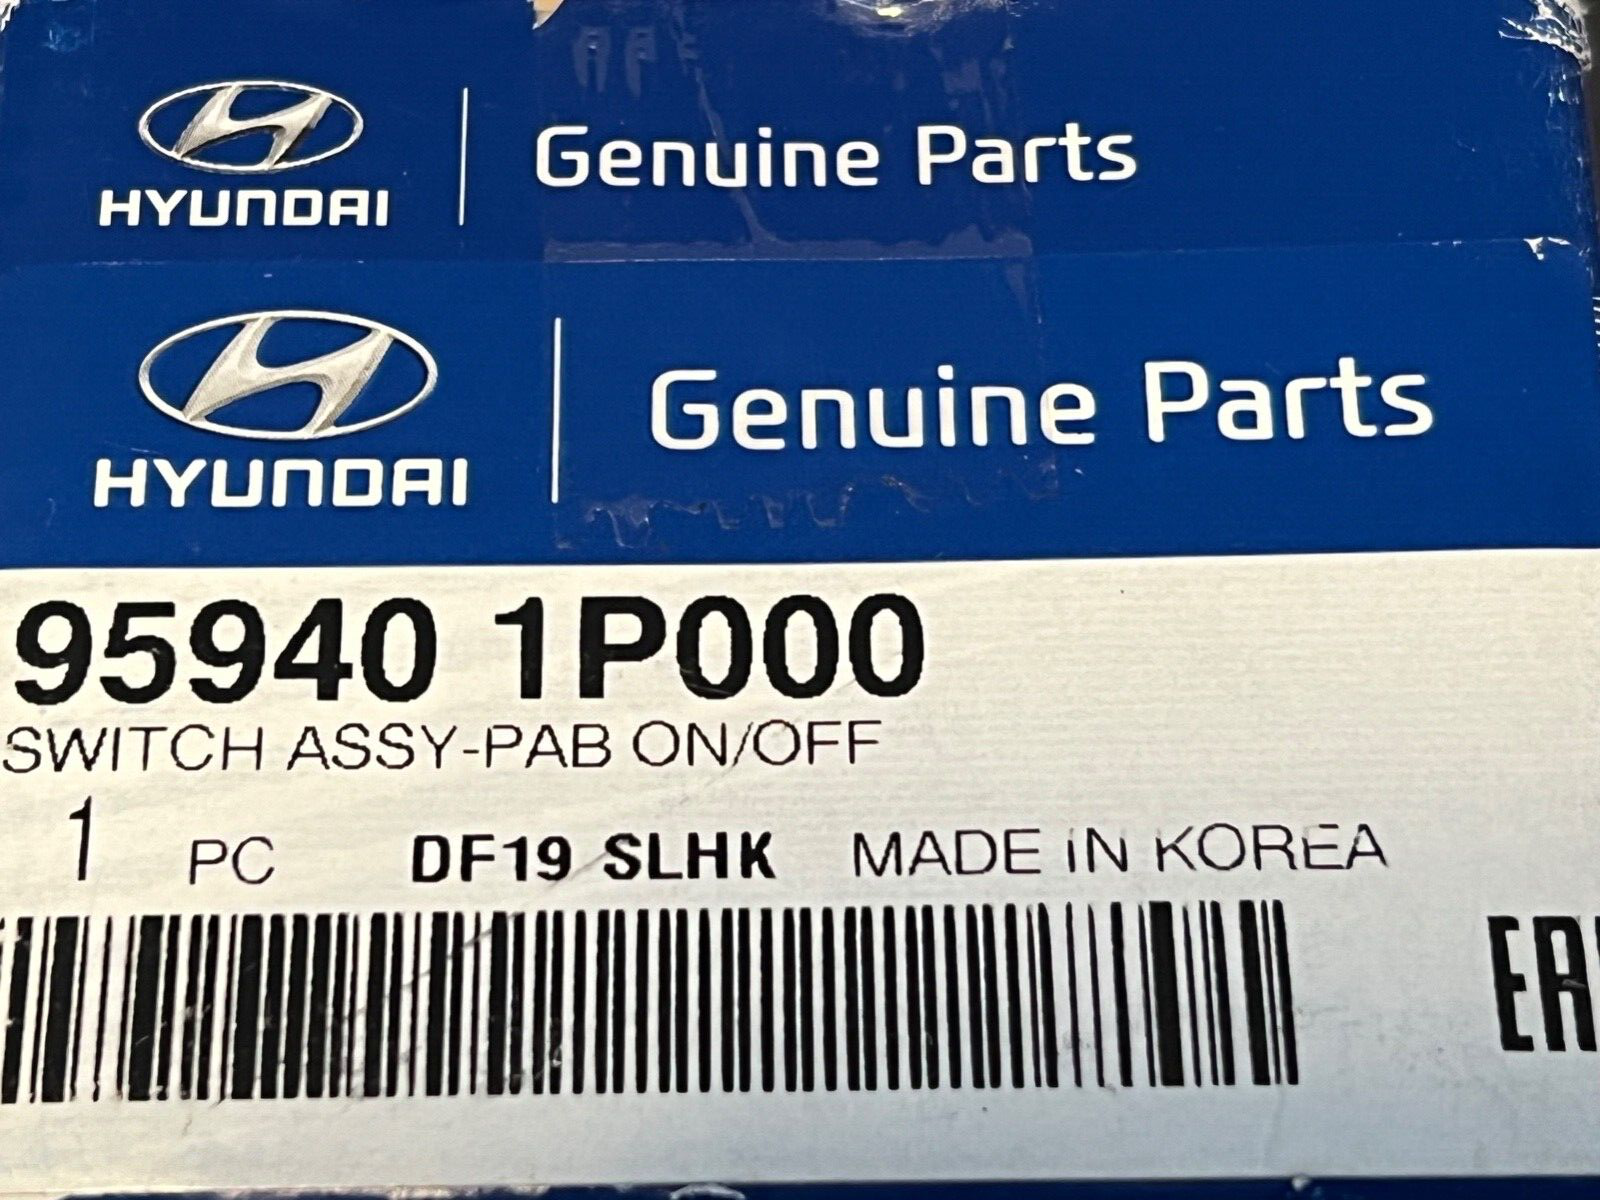 HYUNDAI Genuine Parts
HYUNDAI Genuine Parts
95940 1P000
SWITCH ASSY-PAB ON/OFF
1 PC DF19 SLHK MADE IN KOREA